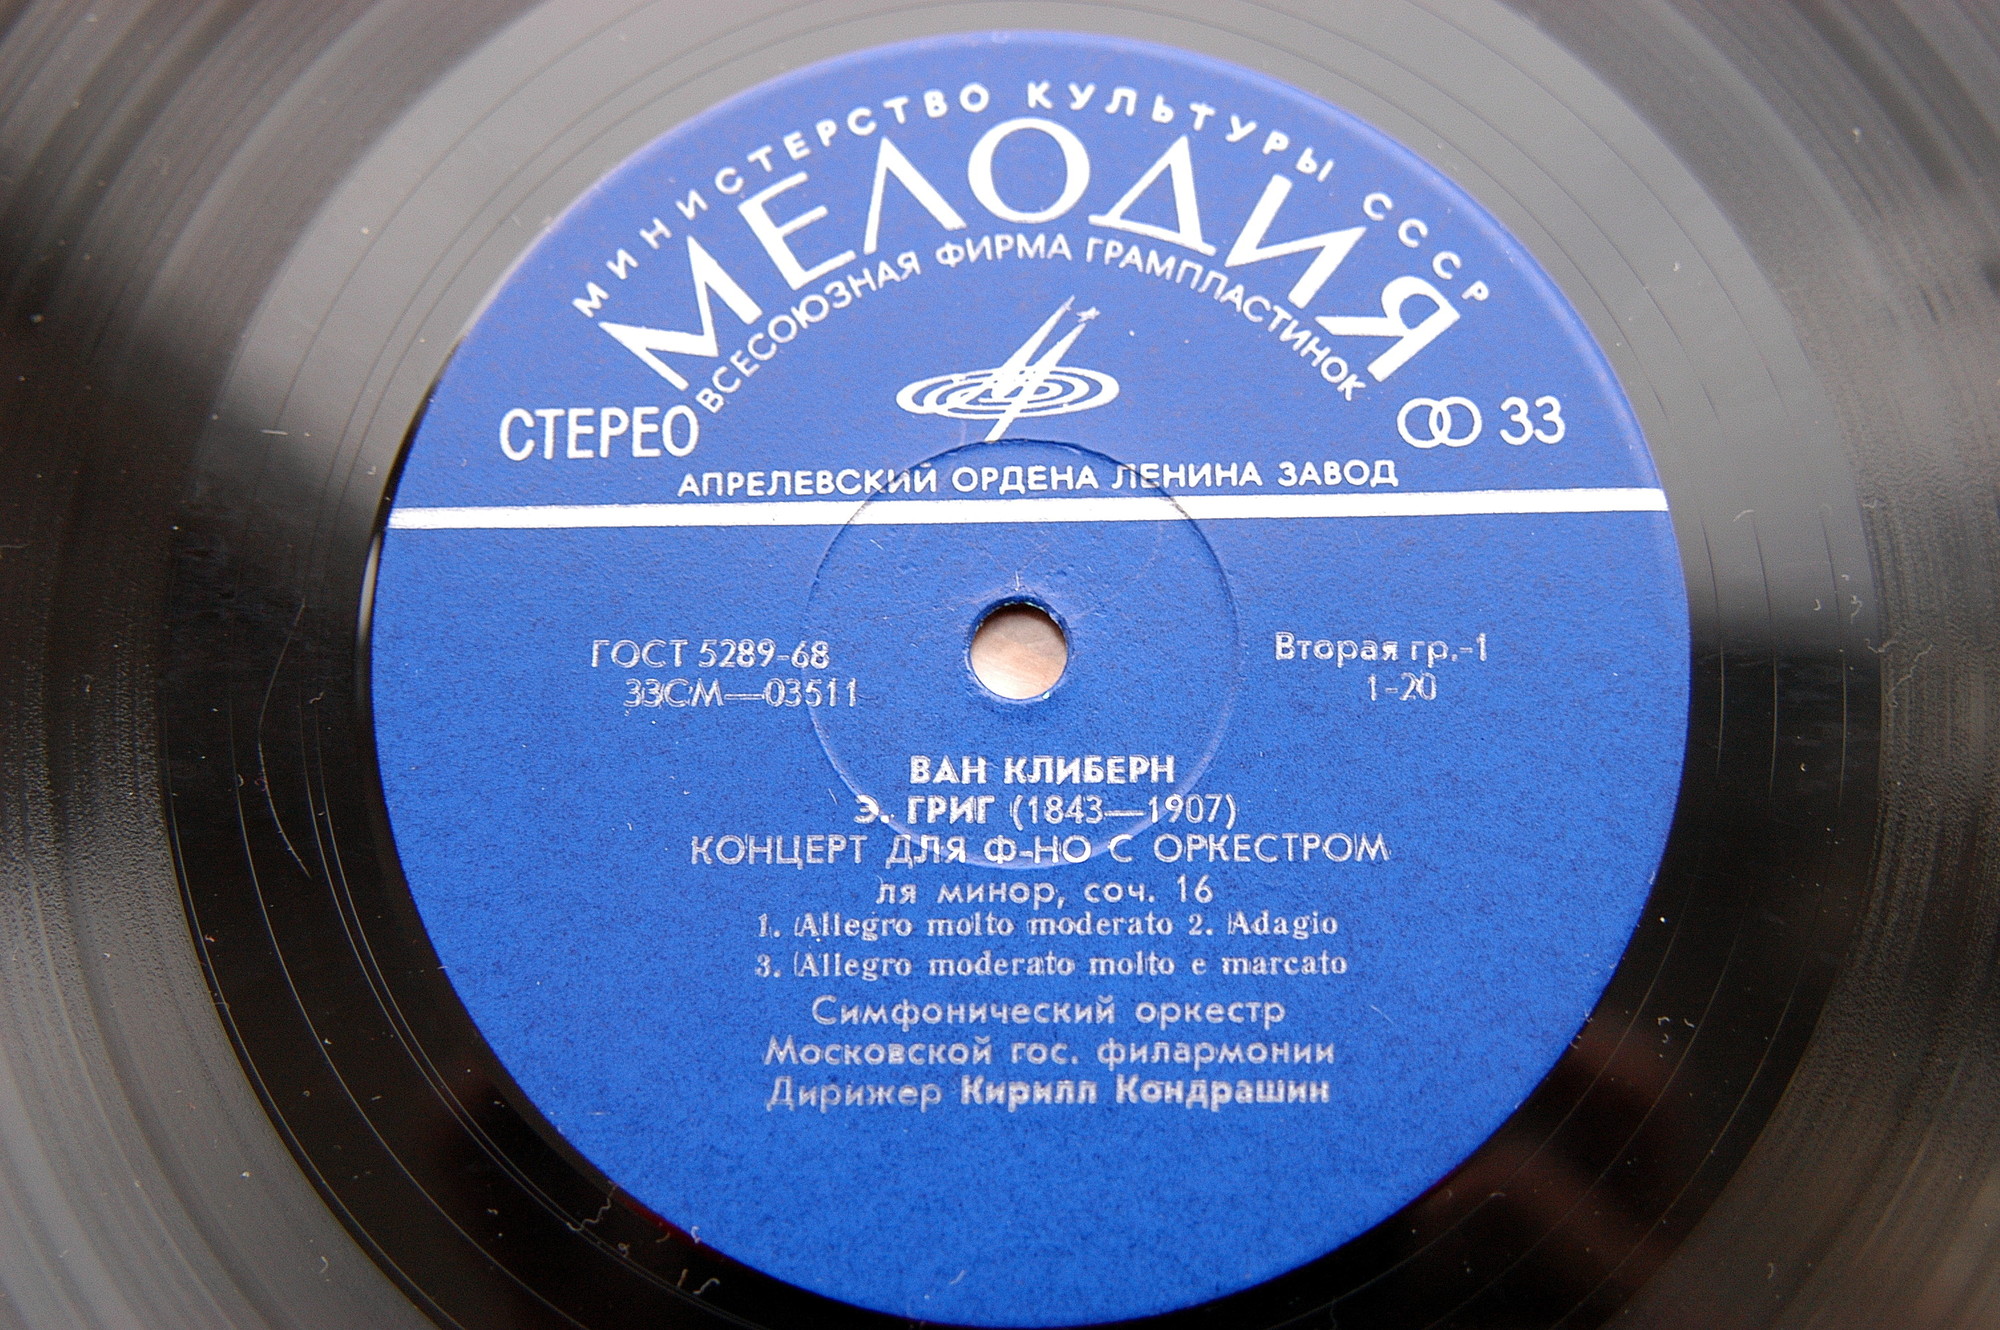 МИНИСТЕРСТВО КУЛЬТУРЫ СССР
МЕЛОДИЯ
ВСЕСОЮЗНАЯ ФИРМА ГРАМПЛАСТИНОК
СТЕРЕО
33
АПРЕЛЕВСКИЙ ОРДЕНА ЛЕНИНА ЗАВОД
ГОСТ 5289-68
33СМ—03511
Вторая гр.-1
1-20
ВАН КЛИБЕРН
Э. ГРИГ (1843—1907)
КОНЦЕРТ ДЛЯ Ф-НО С ОРКЕСТРОМ
ля минор, соч. 16
1. Allegro molto moderato 2. Adagio
3. Allegro moderato molto e marcato
Симфонический оркестр
Московской гос. филармонии
Дирижер Кирилл Кондрашин